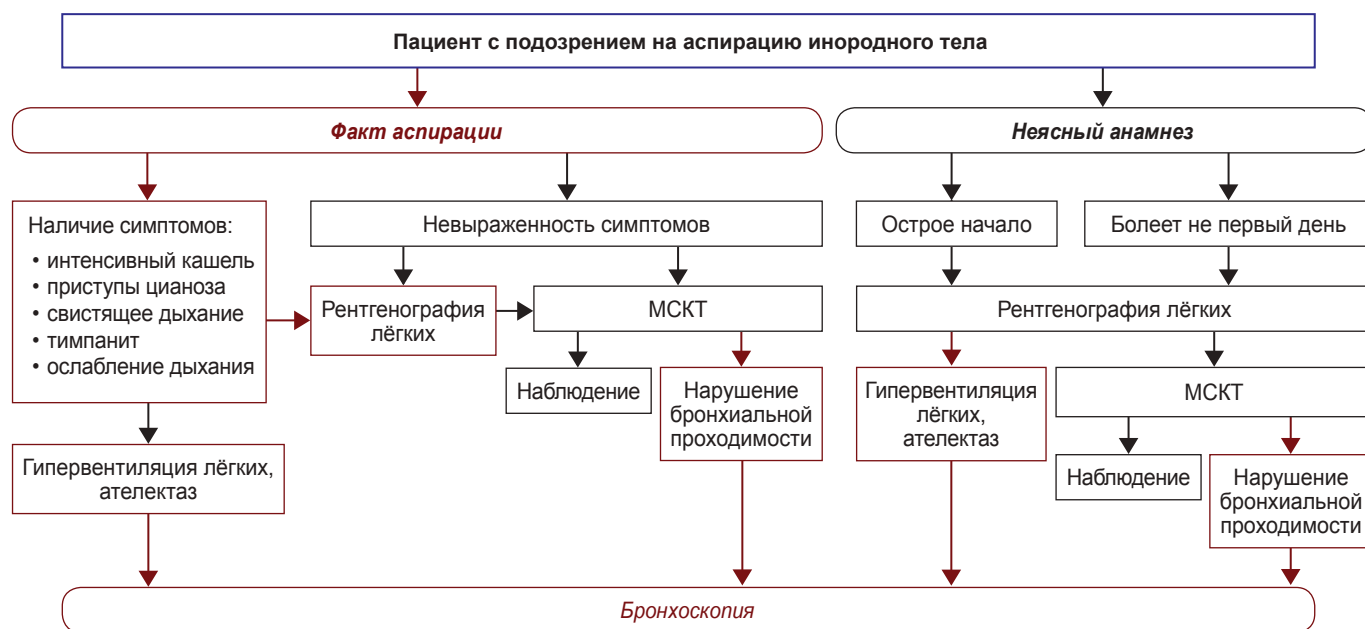 Пациент с подозрением на аспирацию инородного тела
Факт аспирации
Неясный анамнез
Наличие симптомов:
• интенсивный кашель
• приступы цианоза
• свистящее дыхание
• тимпанит
• ослабление дыхания
Невыраженность симптомов
Острое начало
Болеет не первый день
Рентгенография
лёгких
МСКТ
Рентгенография лёгких
Наблюдение
Нарушение
бронхиальной
проходимости
Гипервентиляция
лёгких,
ателектаз
МСКТ
Гипервентиляция лёгких,
ателектаз
Наблюдение
Нарушение
бронхиальной
проходимости
Бронхоскопия